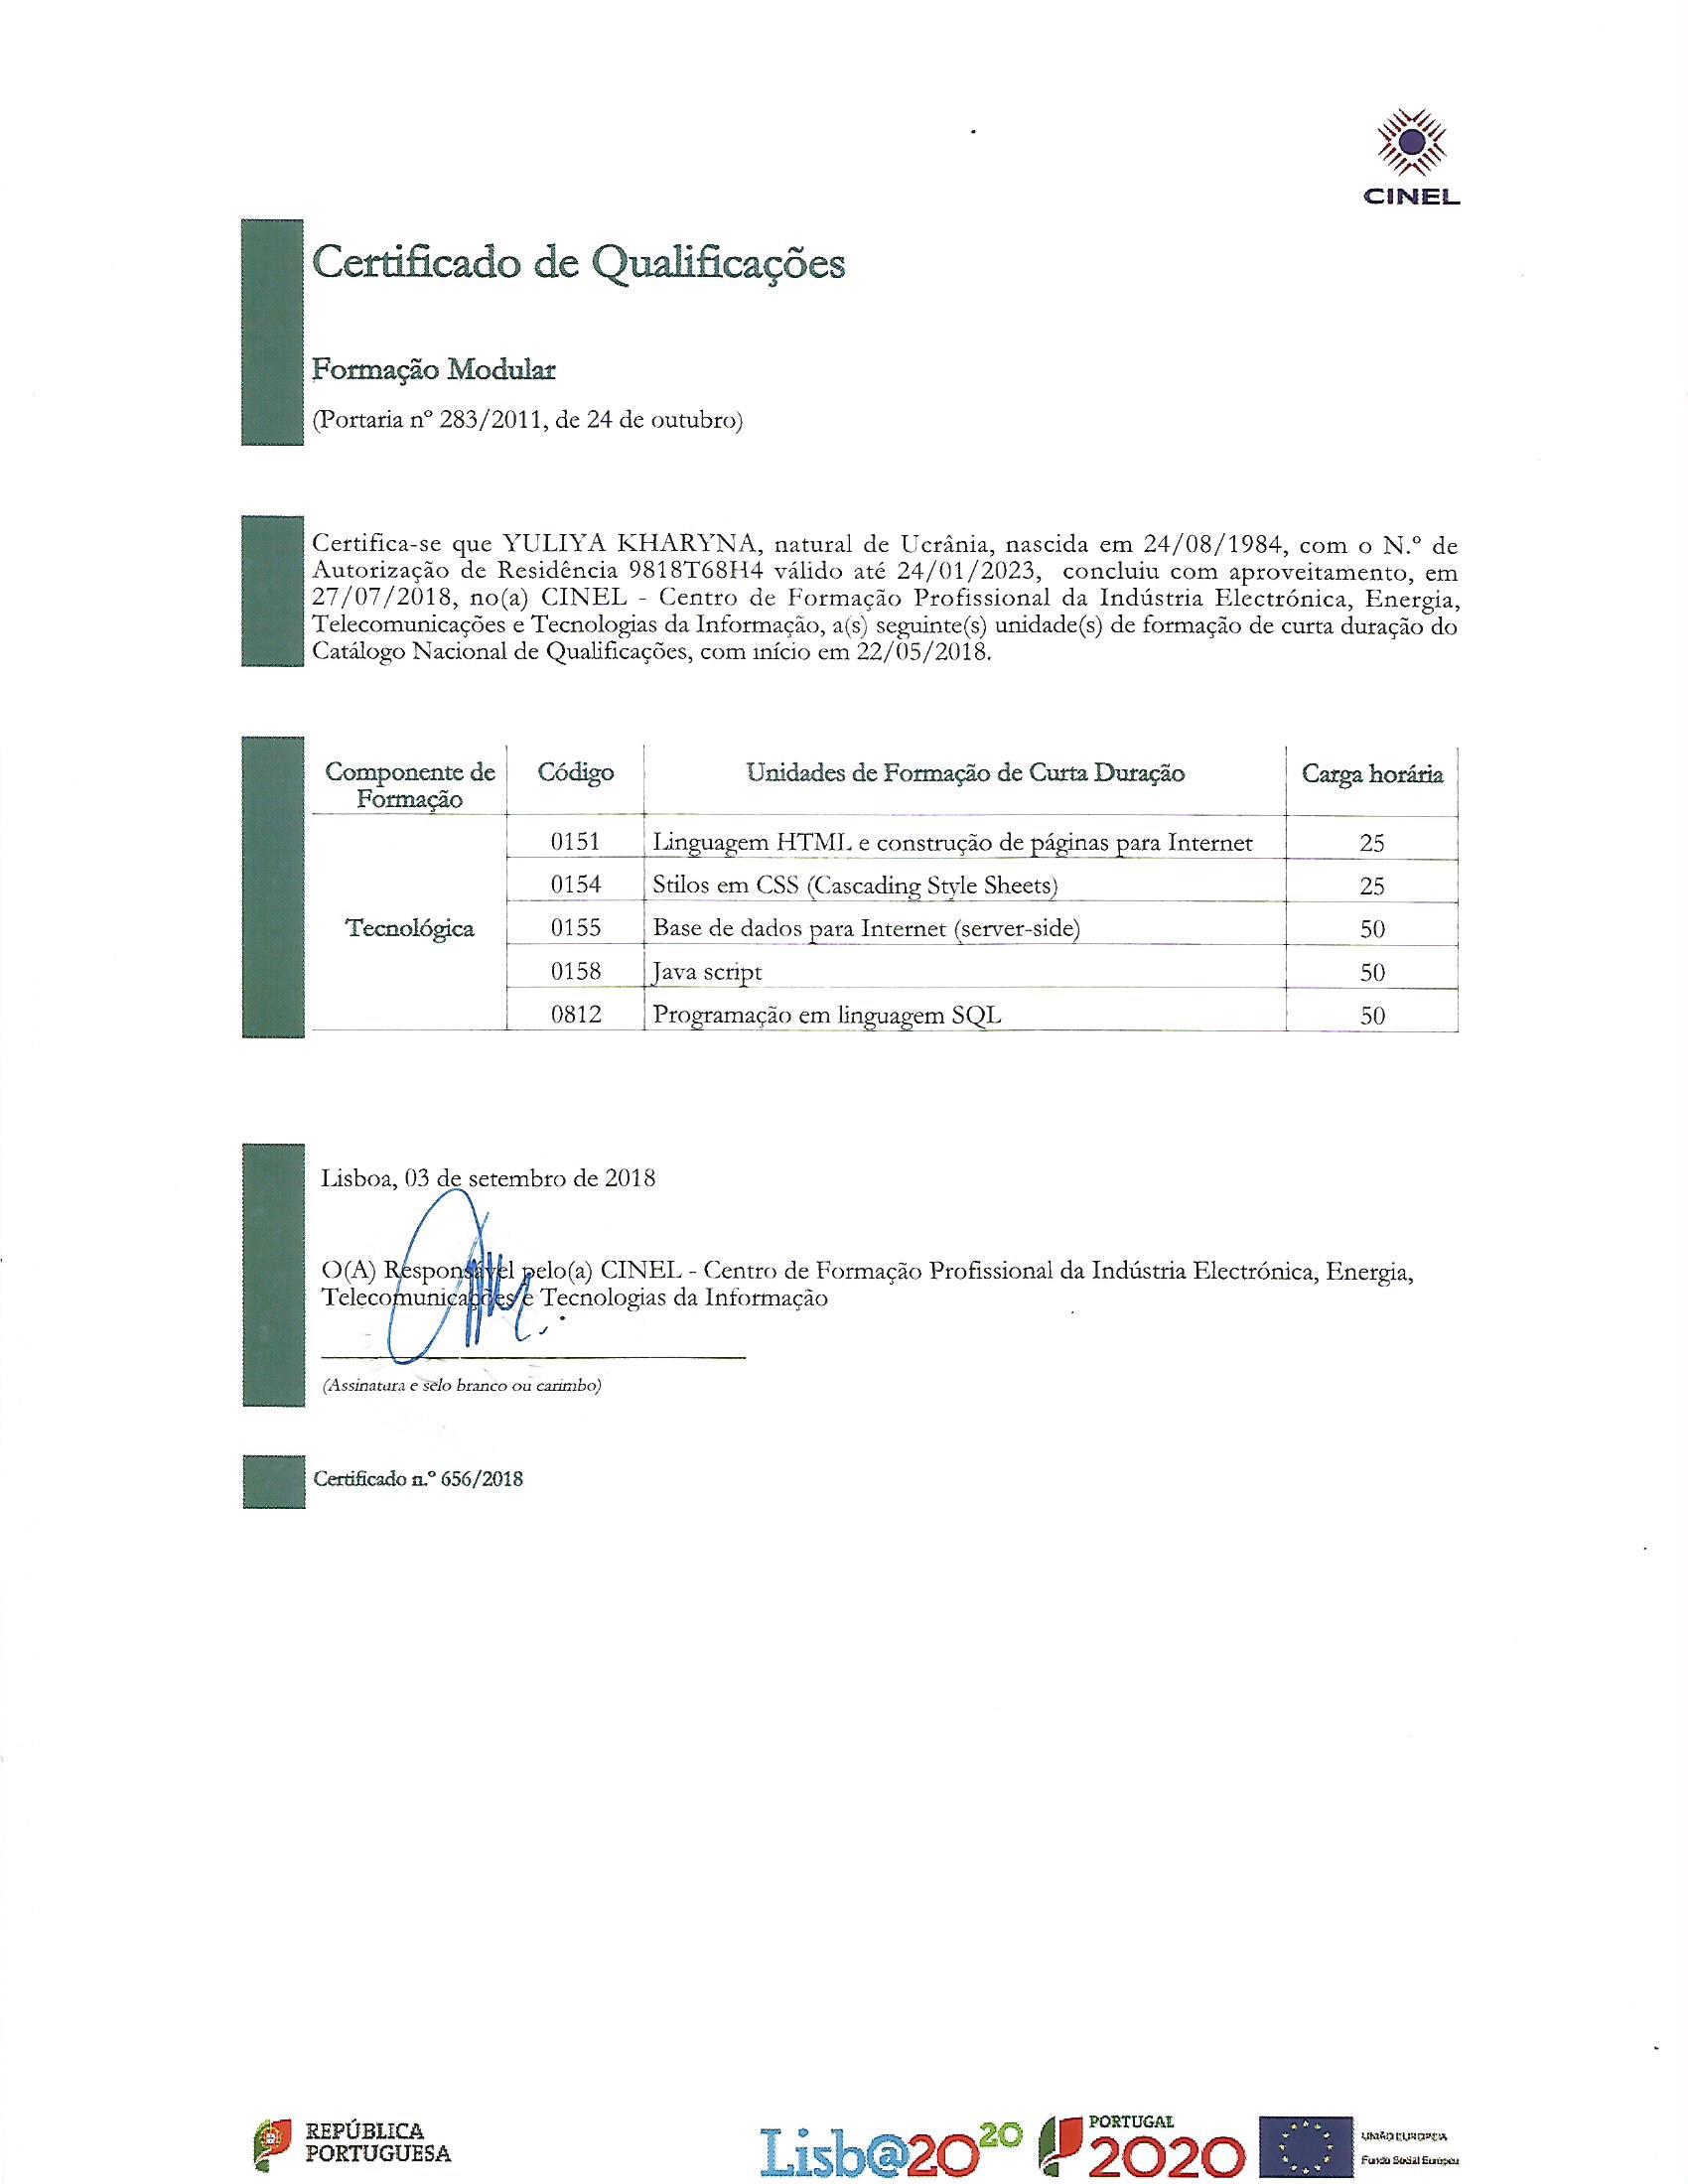 CINEL
Certificado de Qualificações
Formação Modular
(Portaria nº 283/2011, de 24 de outubro)
Certifica-se que YULIYA KHARYNA, natural de Ucrânia, nascida em 24/08/1984, com o N.º de
Autorização de Residência 9818T68H4 válido até 24/01/2023, concluiu com aproveitamento, em
27/07/2018, no(a) CINEL - Centro de Formação Profissional da Indústria Electrónica, Energia,
Telecomunicações e Tecnologias da Informação, a(s) seguinte(s) unidade(s) de formação de curta duração do
Catálogo Nacional de Qualificações, com início em 22/05/2018.
Componente de Formação Código Unidades de Formação de Curta Duração Carga horária
0151 Linguagem HTML e construção de páginas para Internet 25
0154 Stilos em CSS (Cascading Style Sheets) 25
Tecnológica 0155 Base de dados para Internet (server-side) 50
0158 Java script 50
0812 Programação em linguagem SQL 50
Lisboa, 03 de setembro de 2018
O(A) Responsável pelo(a) CINEL - Centro de Formação Profissional da Indústria Electrónica, Energia,
Telecomunicações e Tecnologias da Informação
(Assinatura e selo branco ou carimbo)
Certificado n.º 656/2018
REPÚBLICA
PORTUGUESA
Lisb@2020
PORTUGAL
2020
UNIÃO EUROPEIA
Fundo Social Europeu